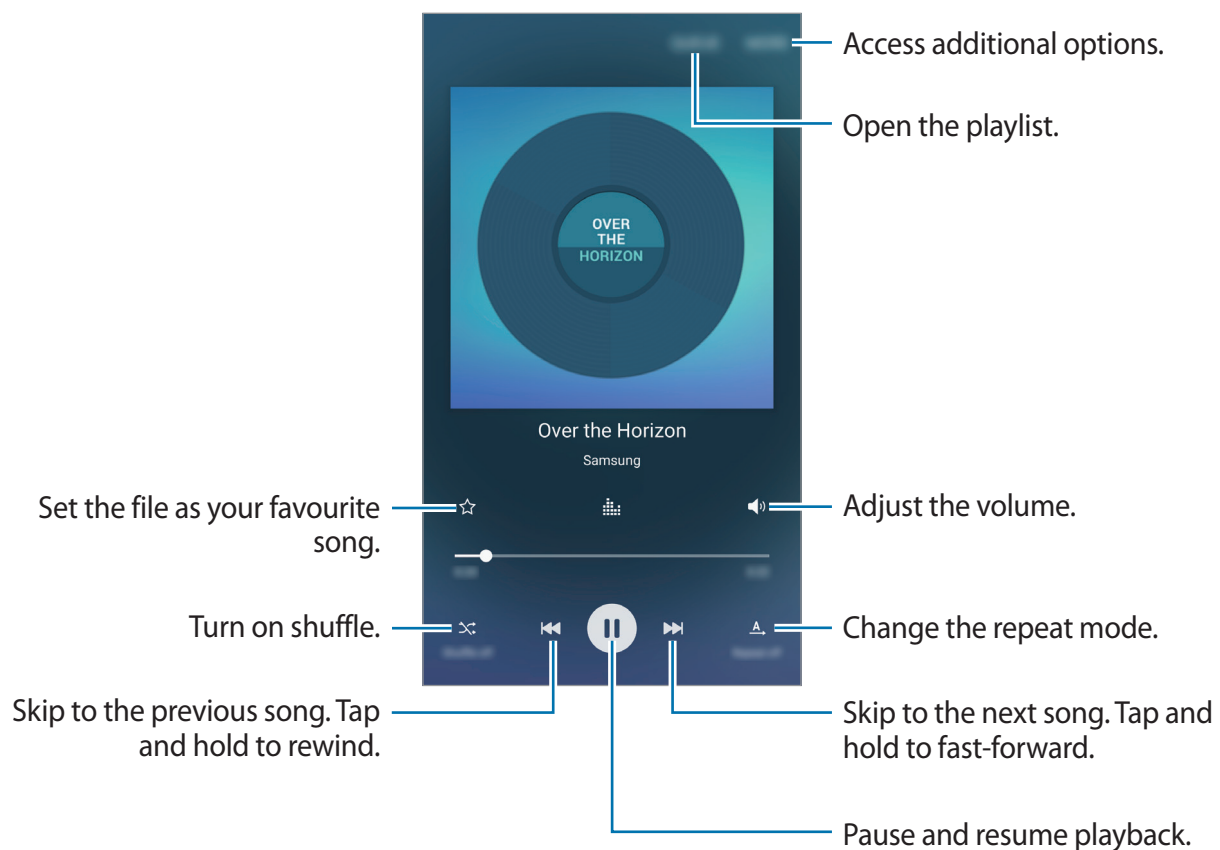 Access additional options.
Open the playlist.
OVER
THE
HORIZON
Over the Horizon
Samsung
Set the file as your favourite
song.
Adjust the volume.
Turn on shuffle.
A
Change the repeat mode.
Skip to the previous song. Tap
and hold to rewind.
Skip to the next song. Tap and
hold to fast-forward.
Pause and resume playback.